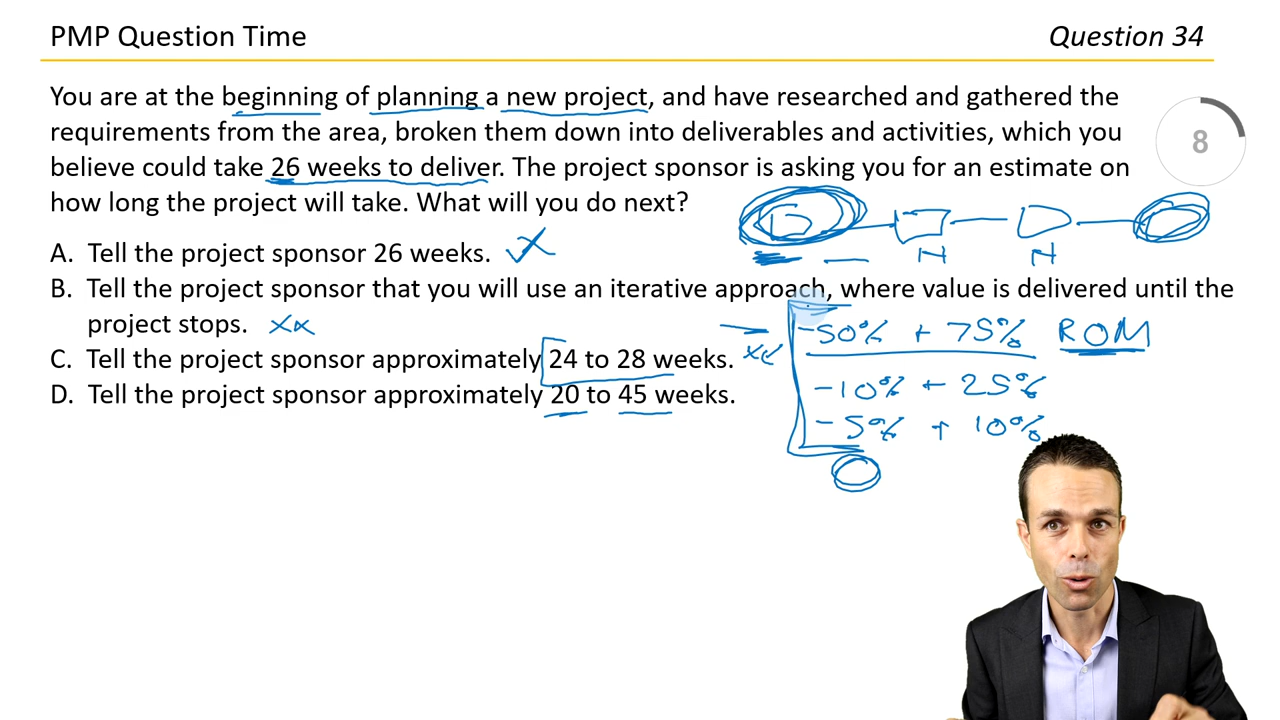 PMP Question Time
Question 34
You are at the beginning of planning a new project, and have researched and gathered the
requirements from the area, broken them down into deliverables and activities, which you
believe could take 26 weeks to deliver. The project sponsor is asking you for an estimate on
how long the project will take. What will you do next?
8
A. Tell the project sponsor 26 weeks.
B. Tell the project sponsor that you will use an iterative approach, where value is delivered until the
project stops.
C. Tell the project sponsor approximately 24 to 28 weeks.
D. Tell the project sponsor approximately 20 to 45 weeks.
-50% + 75% ROM
-10% + 25%
-5% + 10%